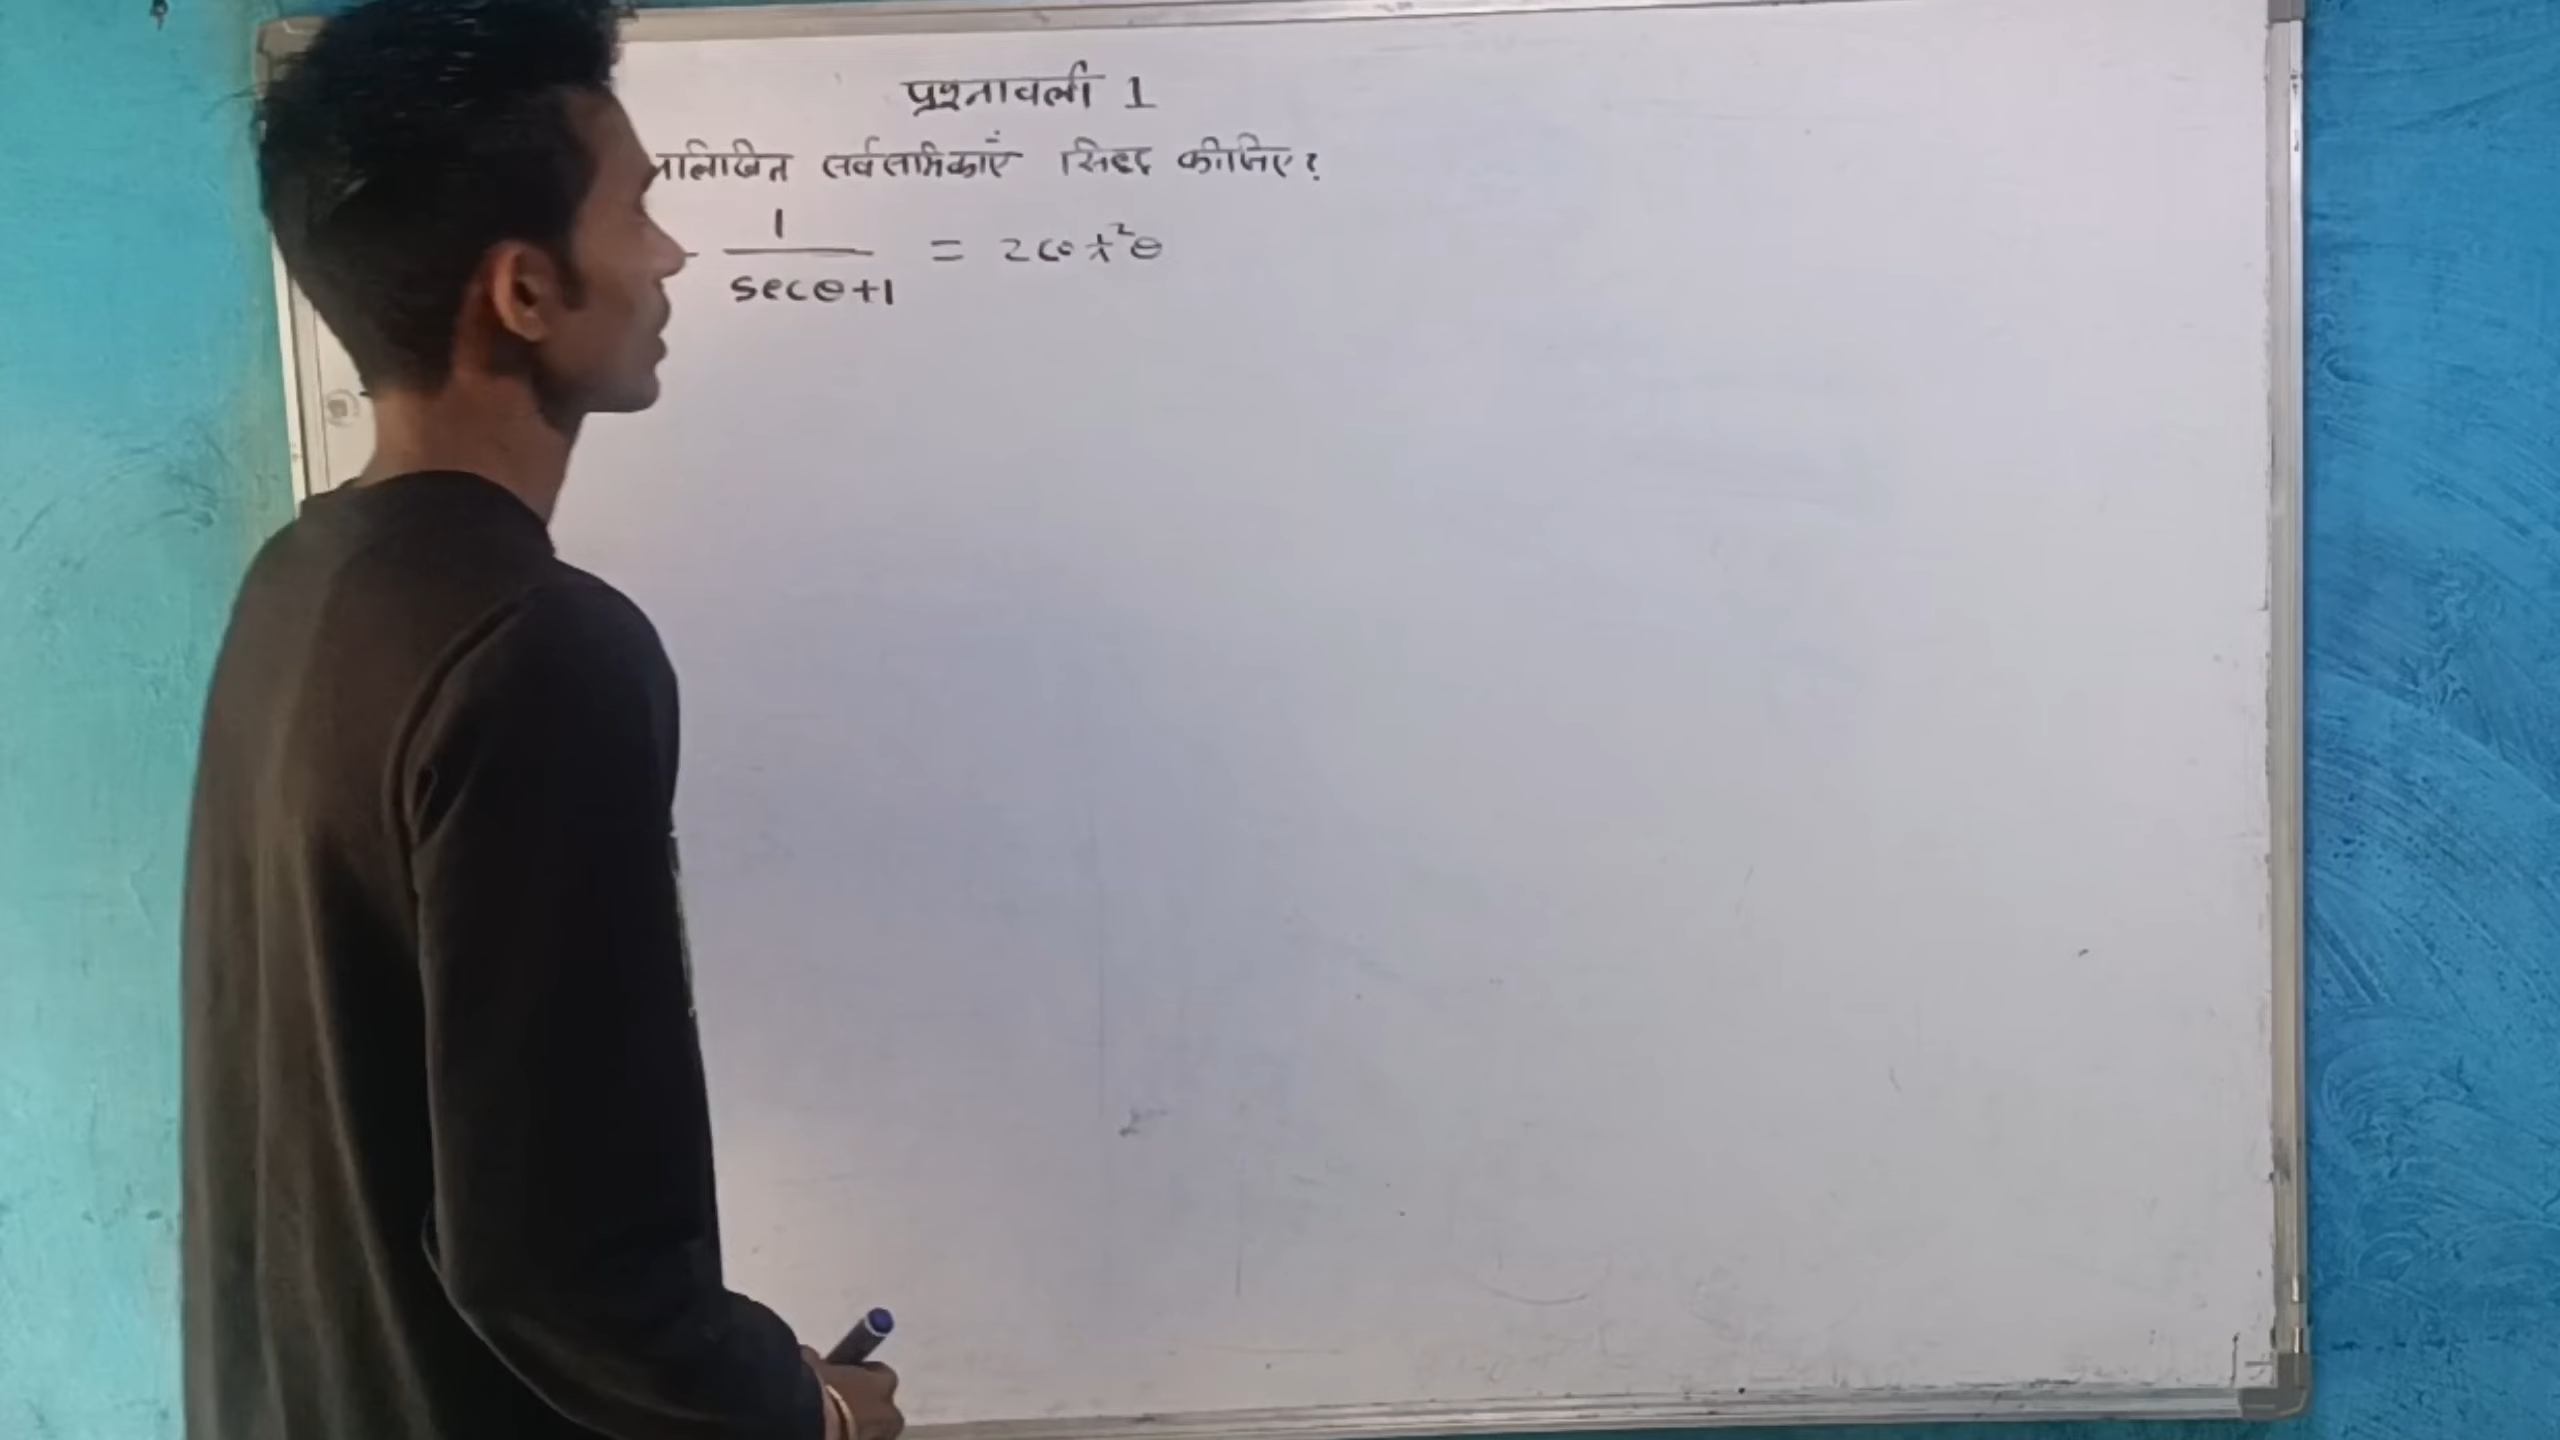 प्रश्नावली 1
सर्वसमिकाएँ सिद्ध कीजिए?
1/(secθ+1) = 2cot²θ